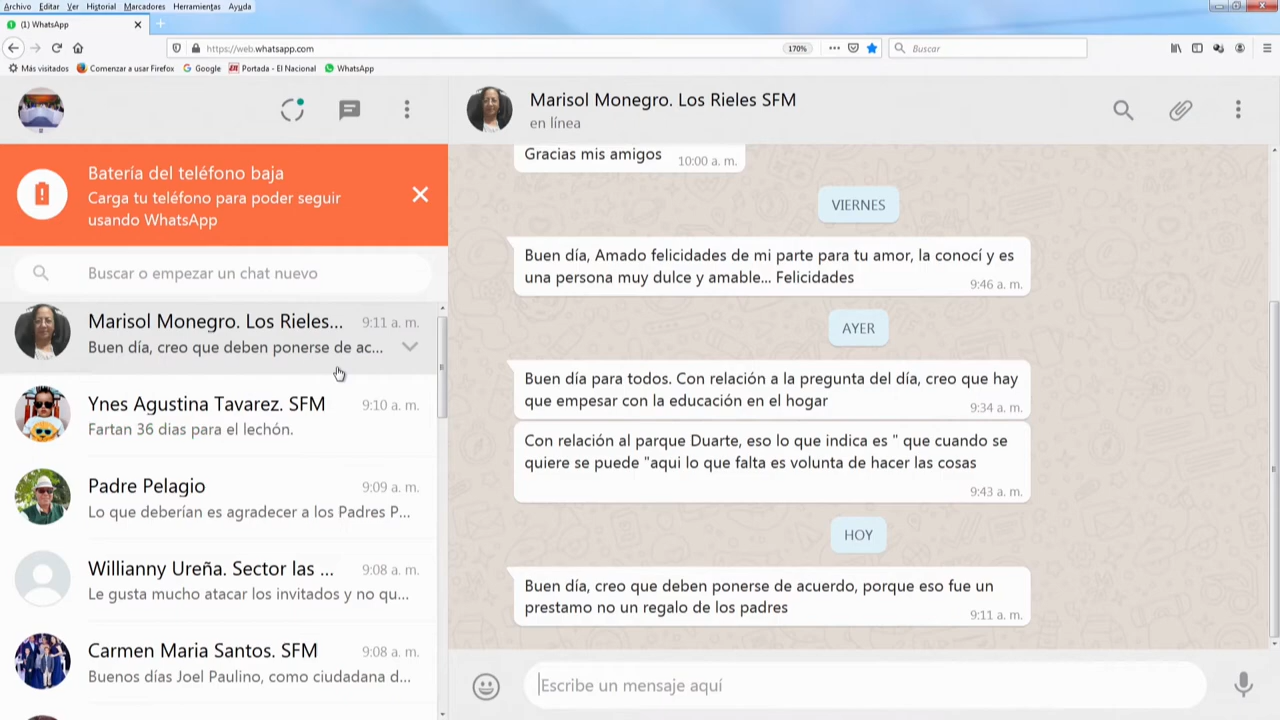 Archivo Editar Ver Historial Marcadores Herramientas Ayuda
(1) WhatsApp
https://web.whatsapp.com
170%
Buscar
Más visitados Comenzar a usar Firefox Google Portada - El Nacional WhatsApp
Batería del teléfono baja
Carga tu teléfono para poder seguir
usando WhatsApp
Buscar o empezar un chat nuevo
Marisol Monegro. Los Rieles... 9:11 a. m.
Buen día, creo que deben ponerse de ac...
Ynes Agustina Tavarez. SFM 9:10 a. m.
Fartan 36 dias para el lechón.
Padre Pelagio 9:09 a. m.
Lo que deberían es agradecer a los Padres P...
Willianny Ureña. Sector las ... 9:08 a. m.
Le gusta mucho atacar los invitados y no qu...
Carmen Maria Santos. SFM 9:08 a. m.
Buenos días Joel Paulino, como ciudadana d...
Marisol Monegro. Los Rieles SFM
en línea
Gracias mis amigos 10:00 a. m.
VIERNES
Buen día, Amado felicidades de mi parte para tu amor, la conocí y es
una persona muy dulce y amable... Felicidades
9:46 a. m.
AYER
Buen día para todos. Con relación a la pregunta del día, creo que hay
que empesar con la educación en el hogar
9:34 a. m.
Con relación al parque Duarte, eso lo que indica es " que cuando se
quiere se puede "aqui lo que falta es volunta de hacer las cosas
9:43 a. m.
HOY
Buen día, creo que deben ponerse de acuerdo, porque eso fue un
prestamo no un regalo de los padres
9:11 a. m.
Escribe un mensaje aquí